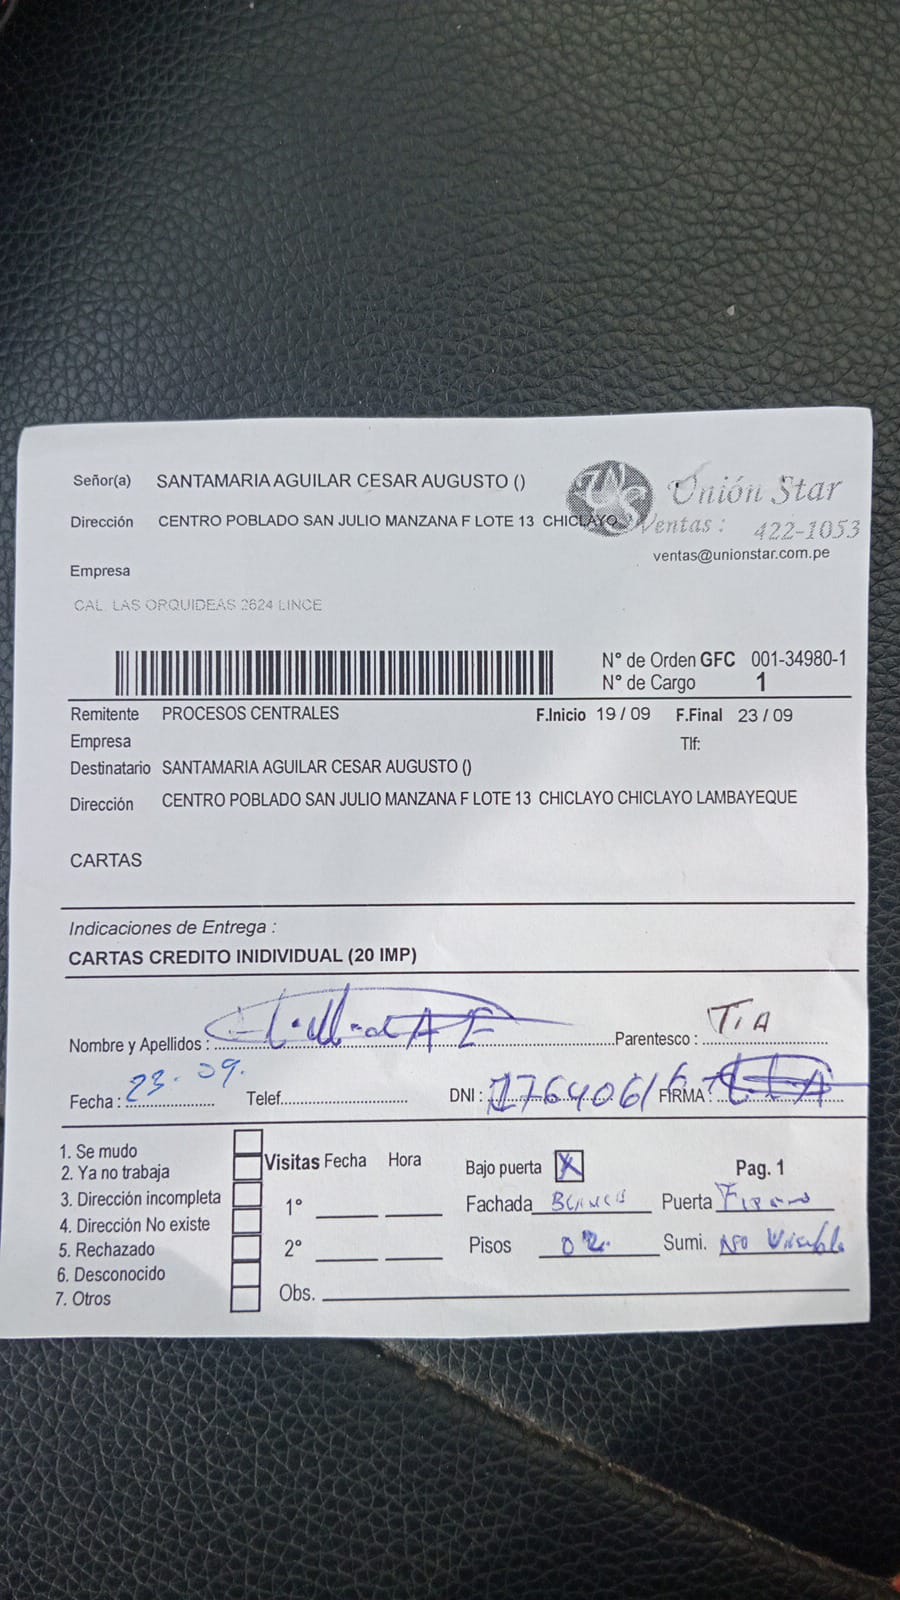 Señor(a) SANTAMARIA AGUILAR CESAR AUGUSTO ()
Unión Star
Dirección CENTRO POBLADO SAN JULIO MANZANA F LOTE 13 CHICLAYO
Ventas : 422-1053
ventas@unionstar.com.pe
Empresa
CAL. LAS ORQUIDEAS 2624 LINCE
N° de Orden GFC 001-34980-1
N° de Cargo 1
Remitente PROCESOS CENTRALES F.Inicio 19 / 09 F.Final 23 / 09
Empresa Tlf:
Destinatario SANTAMARIA AGUILAR CESAR AUGUSTO ()
Dirección CENTRO POBLADO SAN JULIO MANZANA F LOTE 13 CHICLAYO CHICLAYO LAMBAYEQUE
CARTAS
Indicaciones de Entrega :
CARTAS CREDITO INIDIVIDUAL (20 IMP)
Nombre y Apellidos : Parentesco : TIA
Fecha : 23-09. Telef. DNI : 17640616 FIRMA :
1. Se mudo
2. Ya no trabaja
3. Dirección incompleta
4. Dirección No existe
5. Rechazado
6. Desconocido
7. Otros
Visitas Fecha Hora
1°
2°
Obs.
Bajo puerta X Pag. 1
Fachada Blanco Puerta Fierro
Pisos 02. Sumi. No Visible